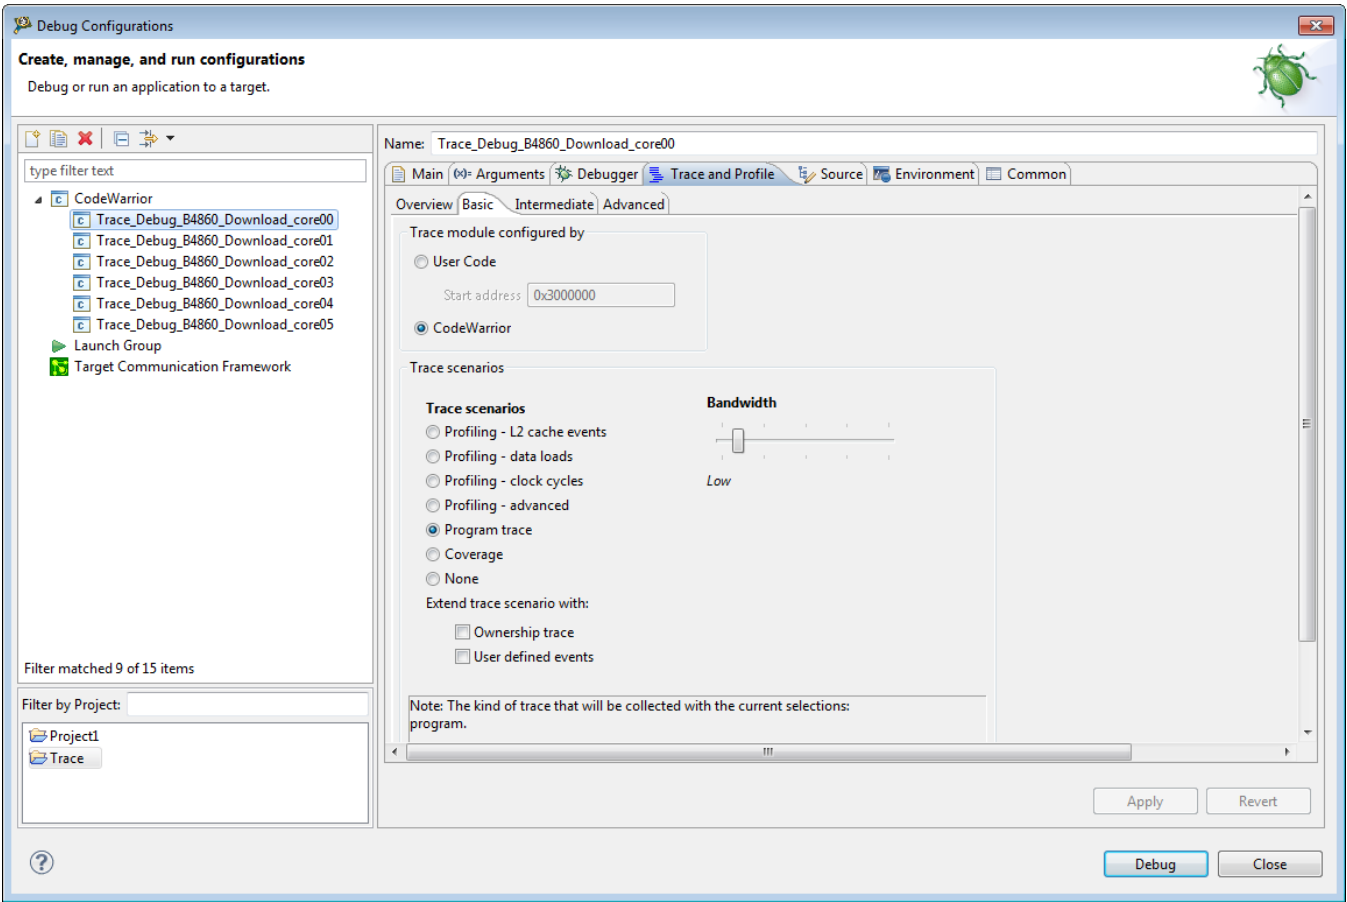 Debug Configurations
Create, manage, and run configurations
Debug or run an application to a target.
type filter text
CodeWarrior
Trace_Debug_B4860_Download_core00
Trace_Debug_B4860_Download_core01
Trace_Debug_B4860_Download_core02
Trace_Debug_B4860_Download_core03
Trace_Debug_B4860_Download_core04
Trace_Debug_B4860_Download_core05
Launch Group
Target Communication Framework
Filter matched 9 of 15 items
Filter by Project:
Project1
Trace
Name: Trace_Debug_B4860_Download_core00
Main (x)= Arguments Debugger Trace and Profile Source Environment Common
Overview Basic Intermediate Advanced
Trace module configured by
User Code
Start address 0x3000000
CodeWarrior
Trace scenarios
Trace scenarios
Profiling - L2 cache events
Profiling - data loads
Profiling - clock cycles
Profiling - advanced
Program trace
Coverage
None
Bandwidth
Low
Extend trace scenario with:
Ownership trace
User defined events
Note: The kind of trace that will be collected with the current selections:
program.
Apply Revert
Debug Close